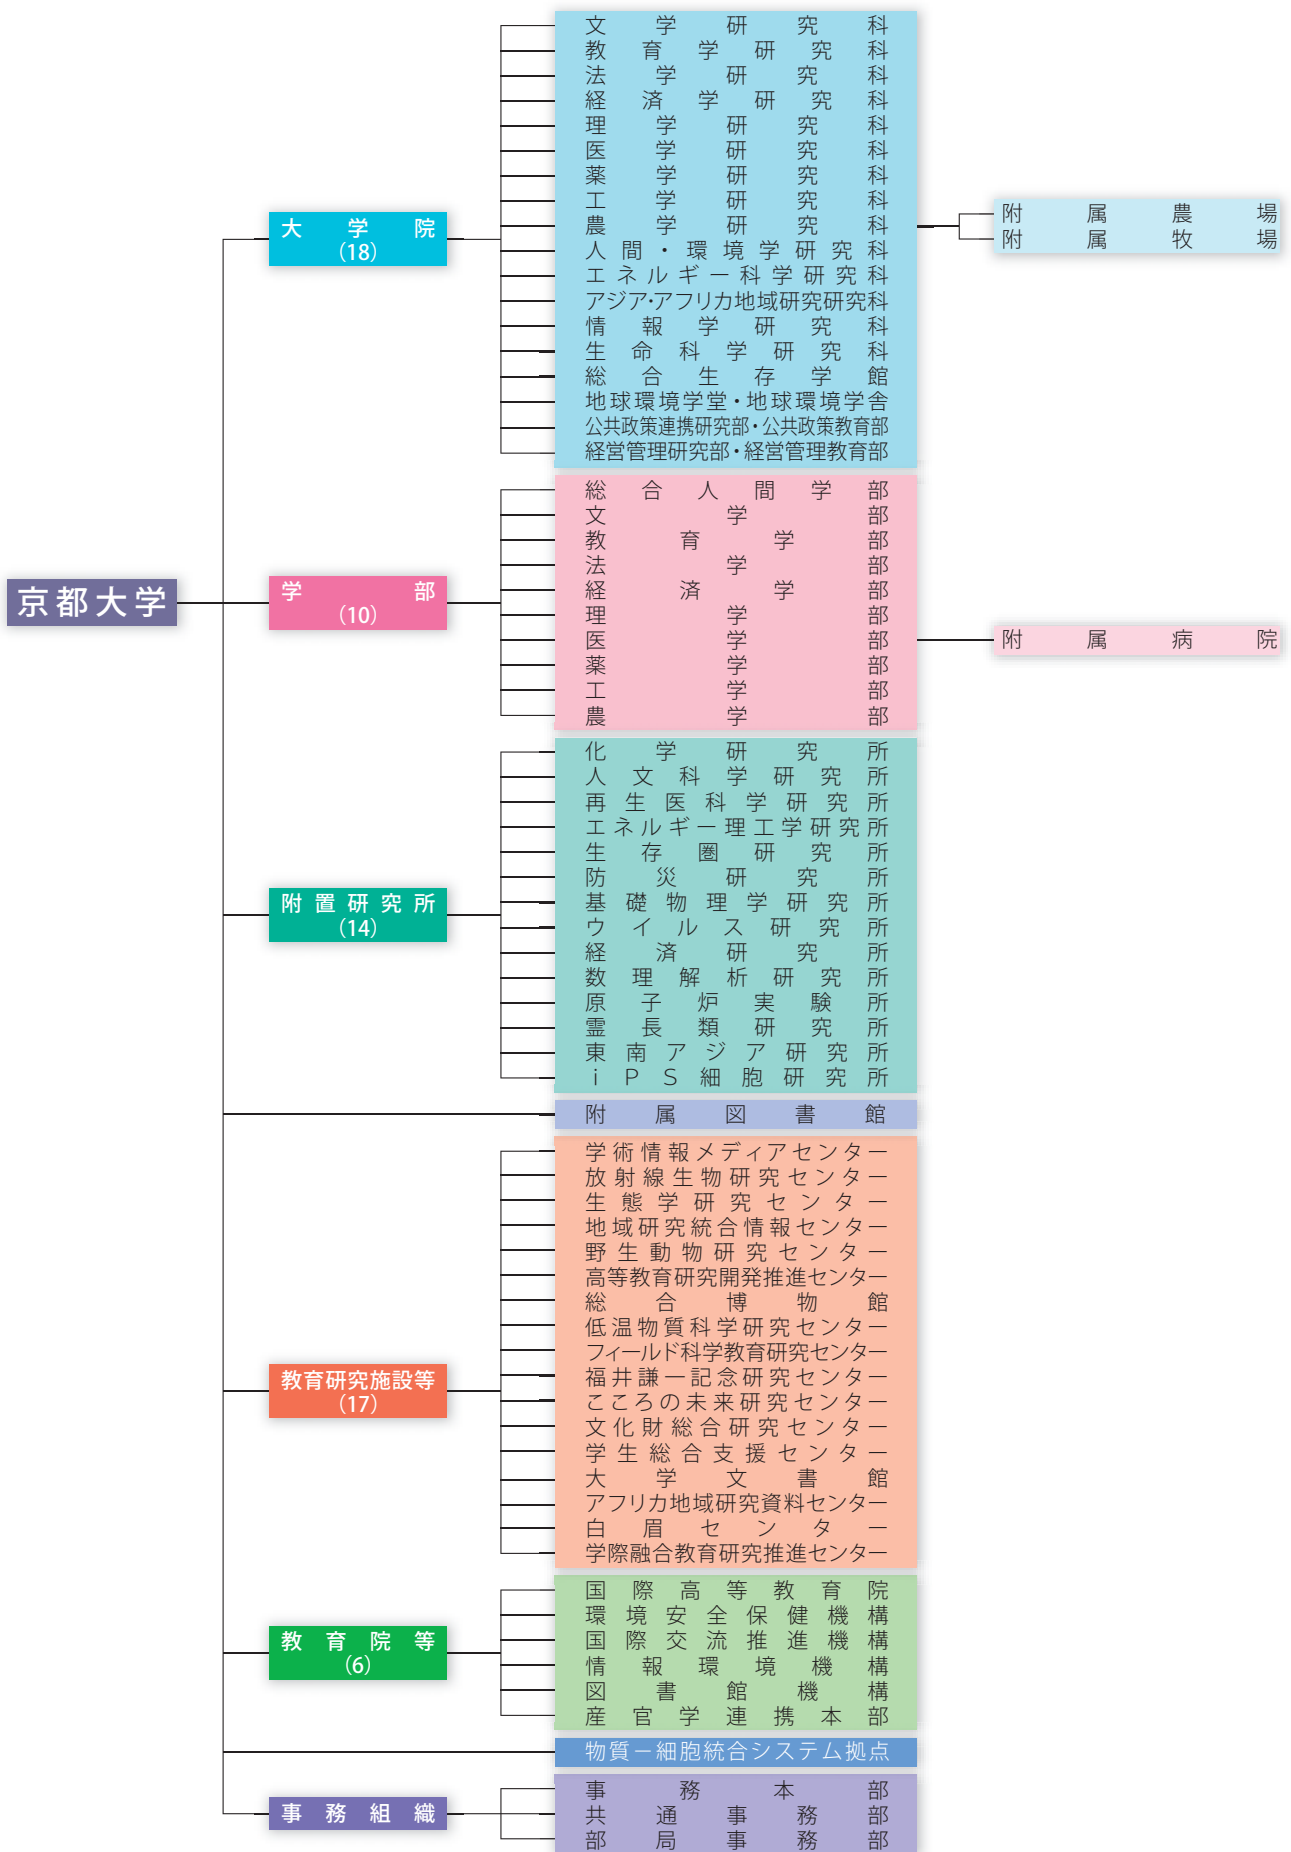 京都大学
大学院
(18)
文学研究科
教育学研究科
法学研究科
経済学研究科
理学研究科
医学研究科
薬学研究科
工学研究科
農学研究科
人間・環境学研究科
エネルギー科学研究科
アジア・アフリカ地域研究研究科
情報学研究科
生命科学研究科
総合生存学館
地球環境学堂・地球環境学舎
公共政策連携研究部・公共政策教育部
経営管理研究部・経営管理教育部
附属農場
附属牧場
学部
(10)
総合人間学部
文学部
教育学部
法学部
経済学部
理学部
医学部
薬学部
工学部
農学部
附属病院
附置研究所
(14)
化学研究所
人文科学研究所
再生医科学研究所
エネルギー理工学研究所
生存圏研究所
防災研究所
基礎物理学研究所
ウイルス研究所
経済研究所
数理解析研究所
原子炉実験所
霊長類研究所
東南アジア研究所
iPS細胞研究所
附属図書館
教育研究施設等
(17)
学術情報メディアセンター
放射線生物研究センター
生態学研究センター
地域研究統合情報センター
野生動物研究センター
高等教育研究開発推進センター
総合博物館
低温物質科学研究センター
フィールド科学教育研究センター
福井謙一記念研究センター
こころの未来研究センター
文化財総合研究センター
学生総合支援センター
大学文書館
アフリカ地域研究資料センター
白眉センター
学際融合教育研究推進センター
教育院等
(6)
国際高等教育院
環境安全保健機構
国際交流推進機構
情報環境機構
図書館機構
産官学連携本部
物質－細胞統合システム拠点
事務組織
事務本部
共通事務部
部局事務部